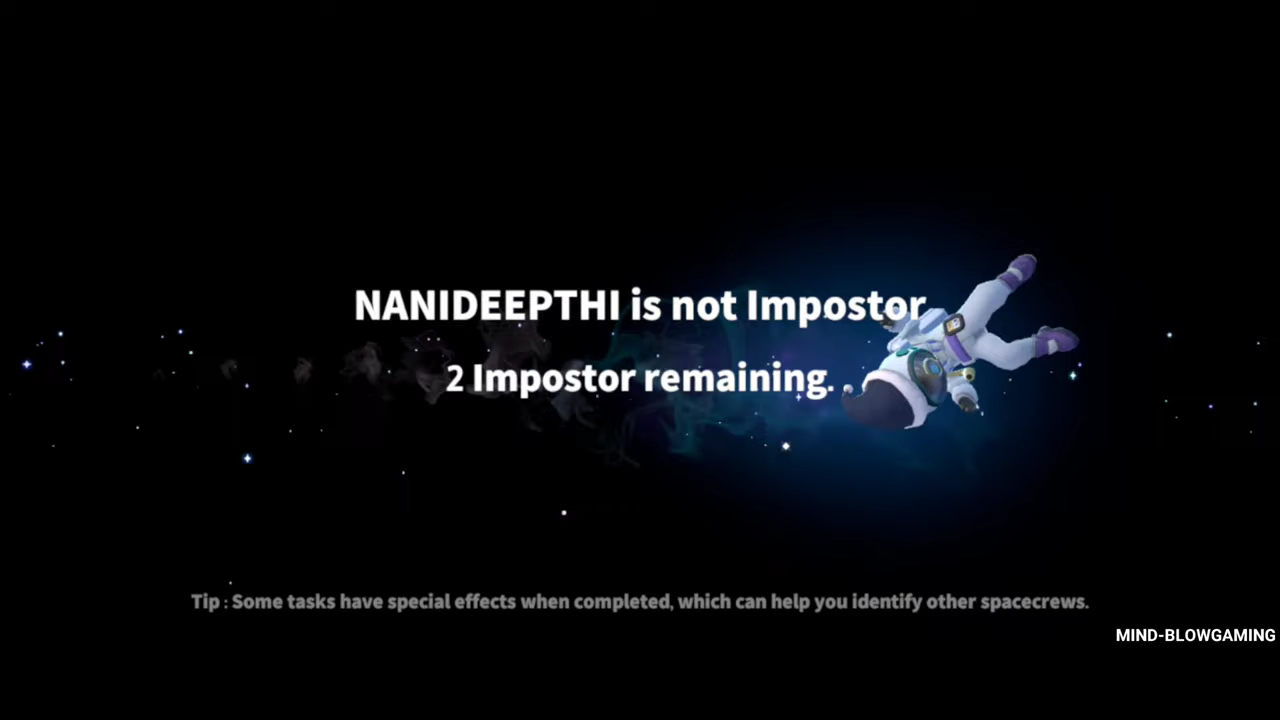 NANIDEEPTHI is not Impostor
2 Impostor remaining.
Tip : Some tasks have special effects when completed, which can help you identify other spacecrews.
MIND-BLOWGAMING